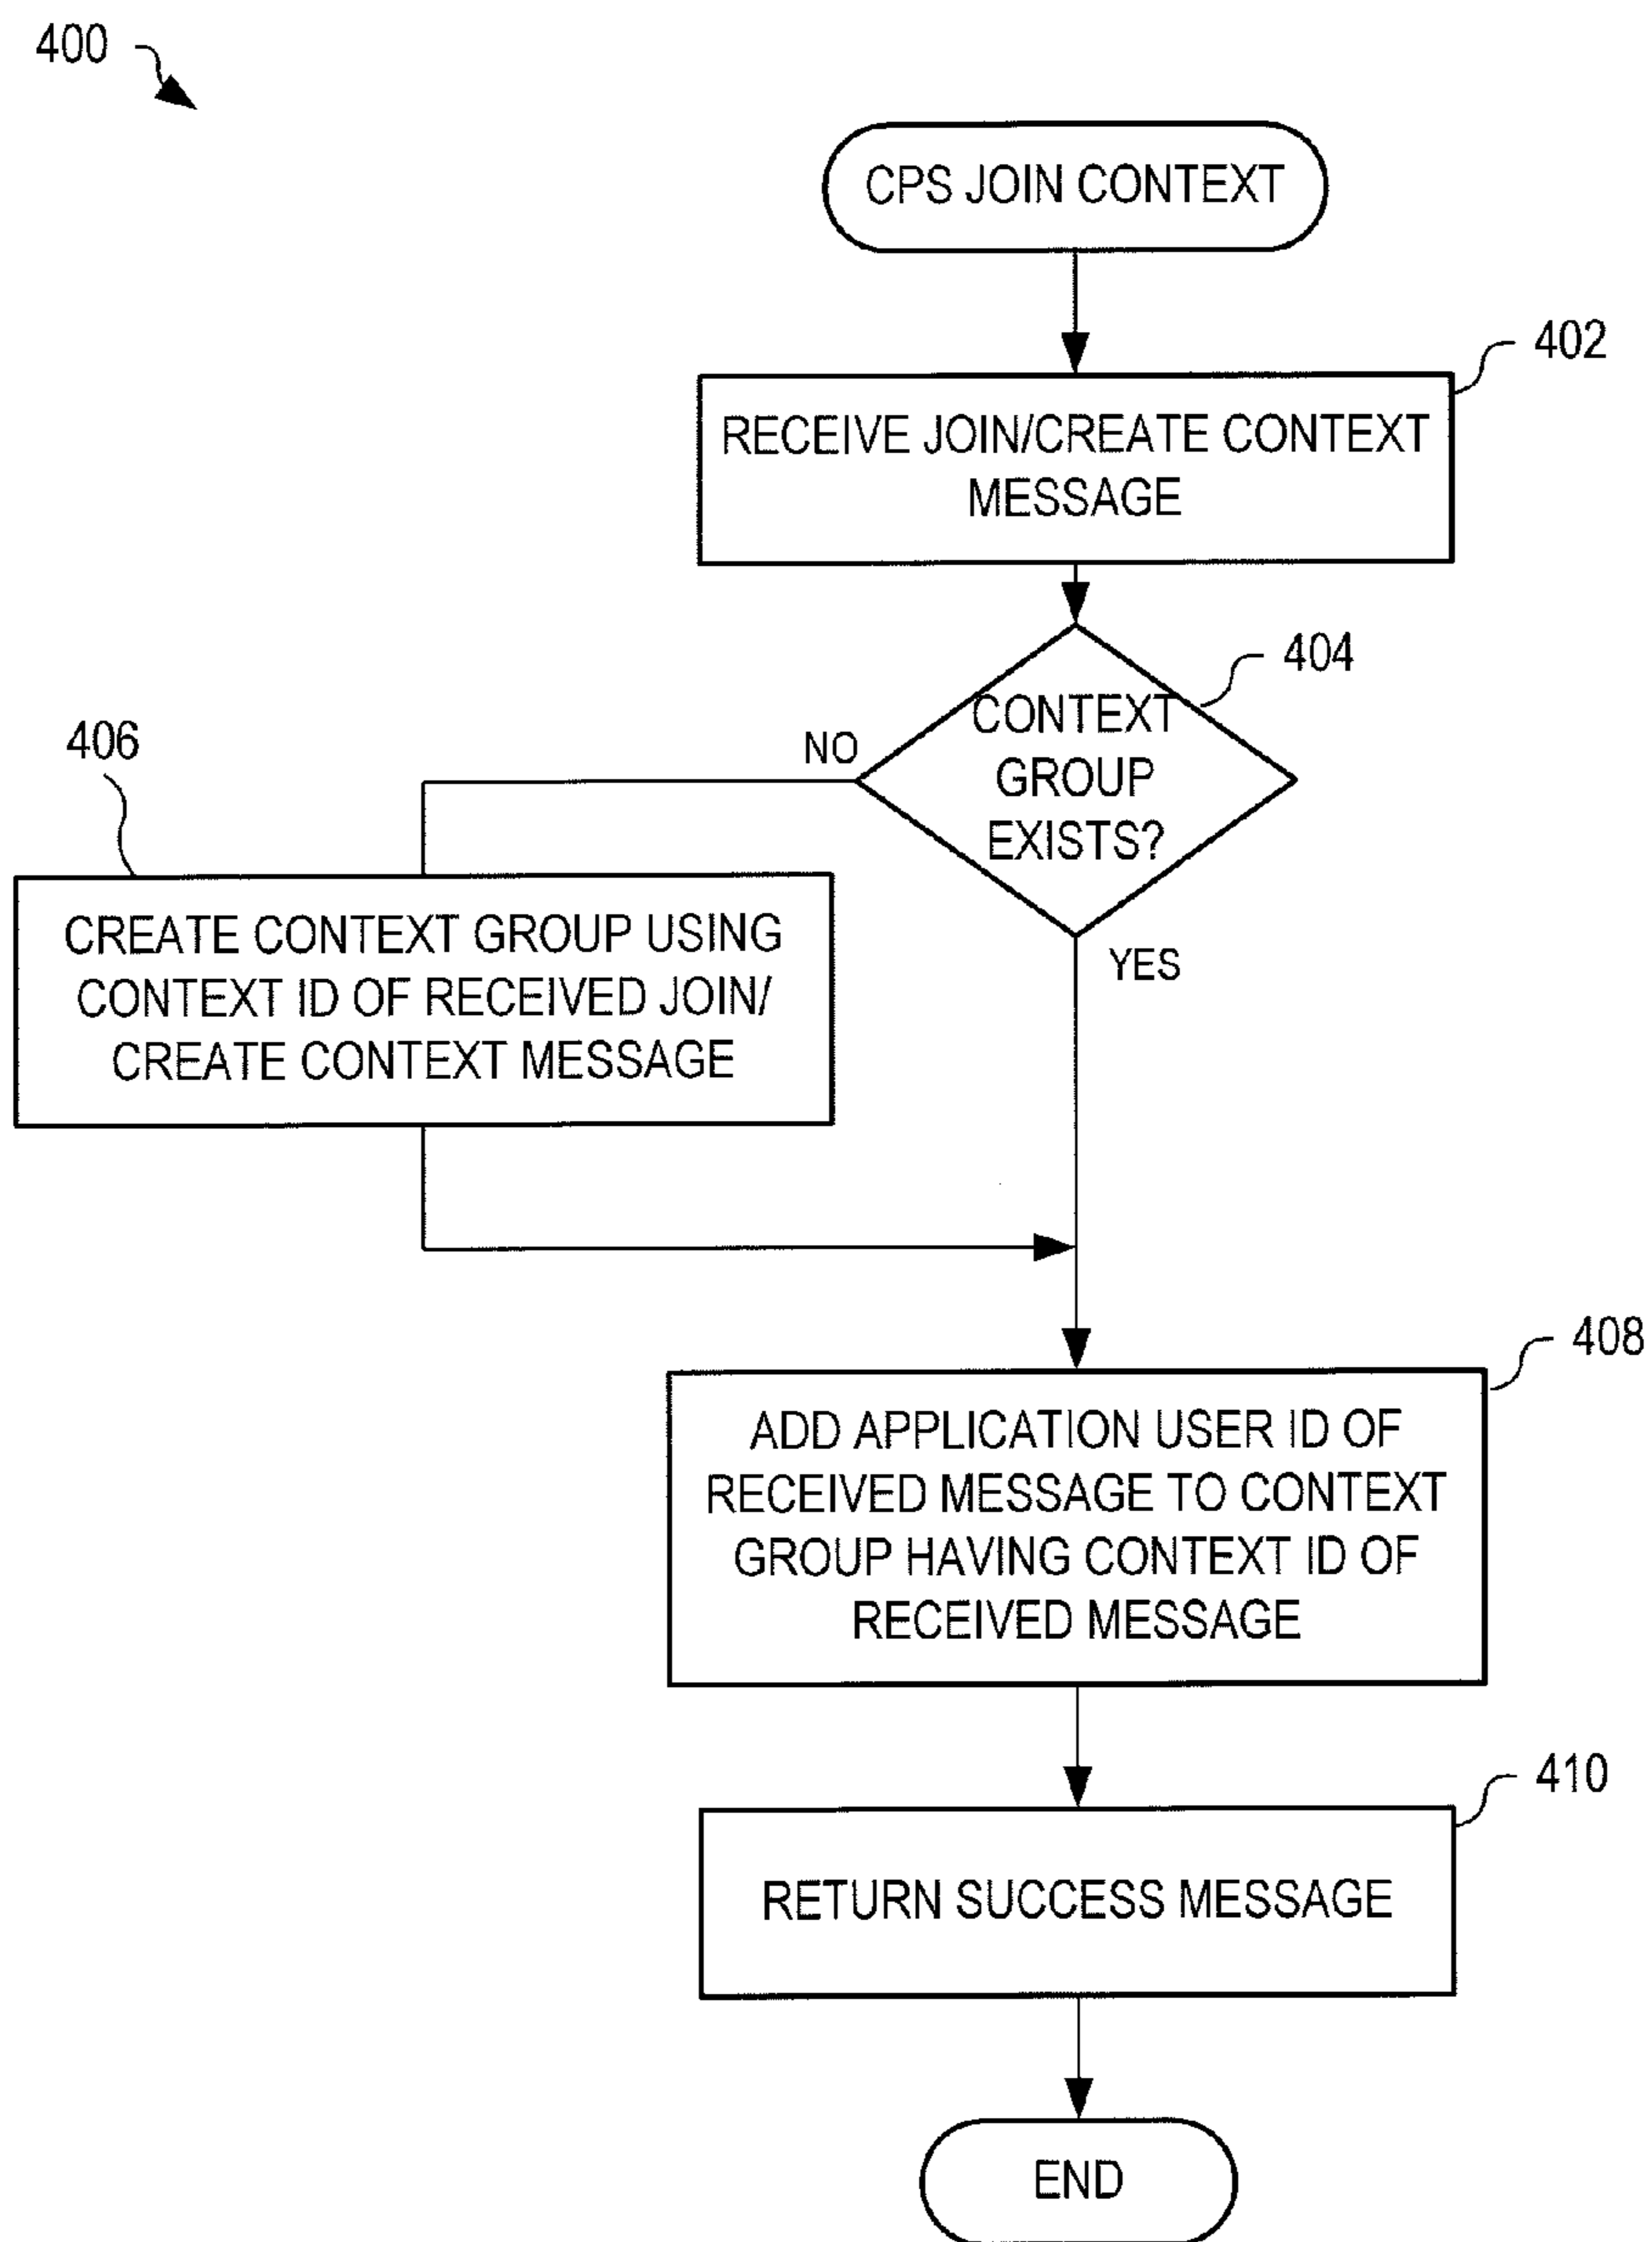 400
CPS JOIN CONTEXT
402
RECEIVE JOIN/CREATE CONTEXT
MESSAGE
404
CONTEXT
GROUP
EXISTS?
NO
YES
406
CREATE CONTEXT GROUP USING
CONTEXT ID OF RECEIVED JOIN/
CREATE CONTEXT MESSAGE
408
ADD APPLICATION USER ID OF
RECEIVED MESSAGE TO CONTEXT
GROUP HAVING CONTEXT ID OF
RECEIVED MESSAGE
410
RETURN SUCCESS MESSAGE
END